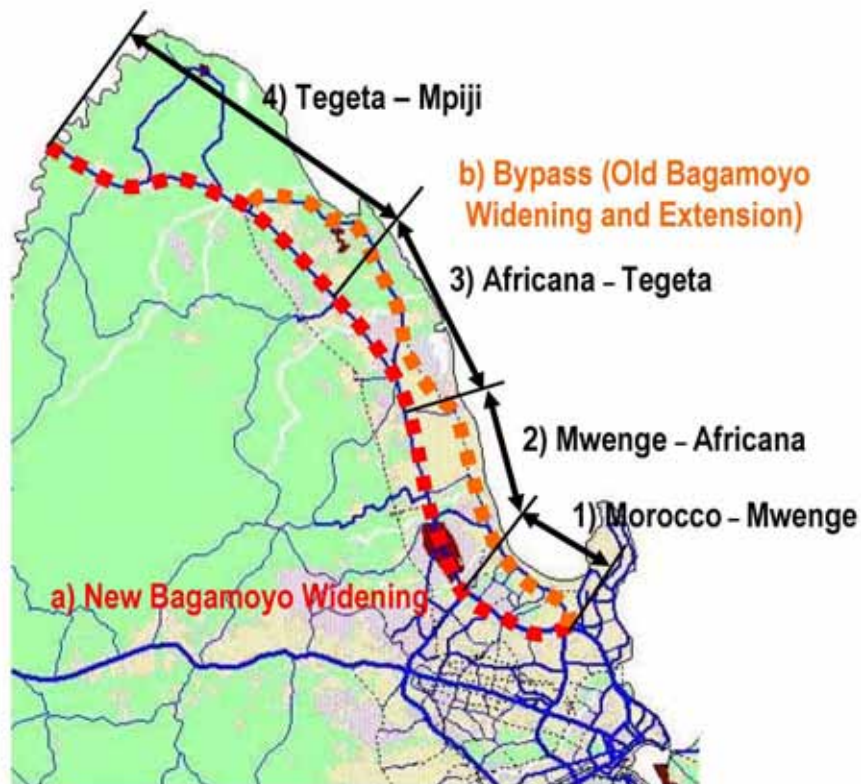 4) Tegeta – Mpiji
b) Bypass (Old Bagamoyo
Widening and Extension)
3) Africana – Tegeta
2) Mwenge – Africana
1) Morocco – Mwenge
a) New Bagamoyo Widening